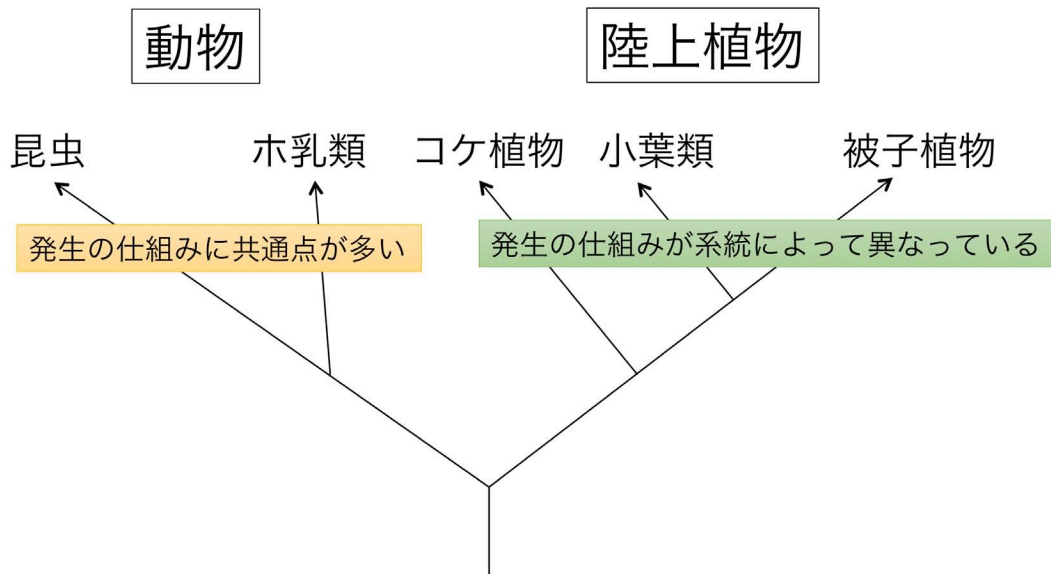 動物
陸上植物
昆虫
ホ乳類
コケ植物
小葉類
被子植物
発生の仕組みに共通点が多い
発生の仕組みが系統によって異なっている